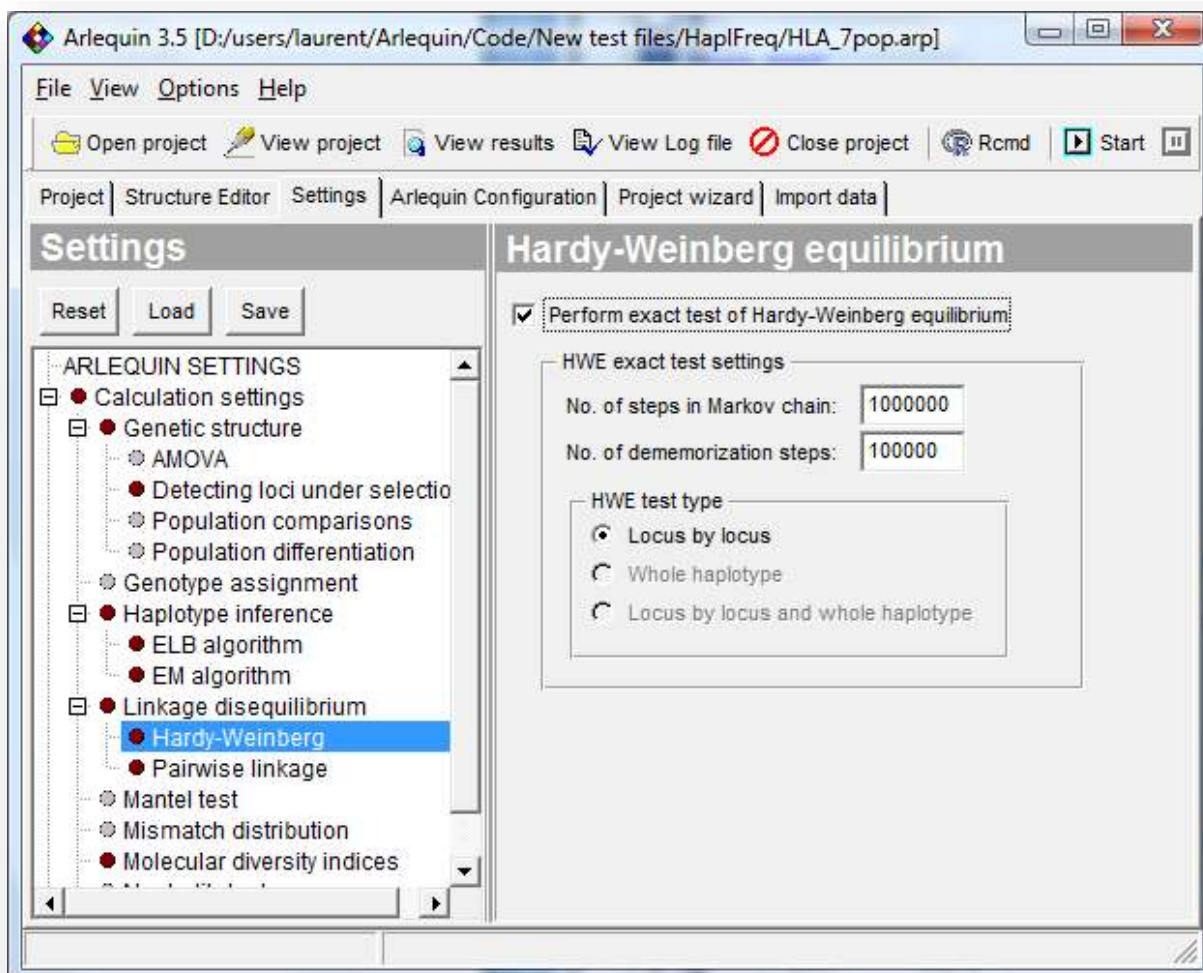 Arlequin 3.5 [D:/users/laurent/Arlequin/Code/New test files/HaplFreq/HLA_7pop.arp]
File View Options Help
Open project View project View results View Log file Close project Rcmd Start
Project Structure Editor Settings Arlequin Configuration Project wizard Import data
Settings
Reset Load Save
ARLEQUIN SETTINGS
Calculation settings
Genetic structure
AMOVA
Detecting loci under selectio
Population comparisons
Population differentiation
Genotype assignment
Haplotype inference
ELB algorithm
EM algorithm
Linkage disequilibrium
Hardy-Weinberg
Pairwise linkage
Mantel test
Mismatch distribution
Molecular diversity indices
Hardy-Weinberg equilibrium
Perform exact test of Hardy-Weinberg equilibrium
HWE exact test settings
No. of steps in Markov chain: 1000000
No. of dememorization steps: 100000
HWE test type
Locus by locus
Whole haplotype
Locus by locus and whole haplotype